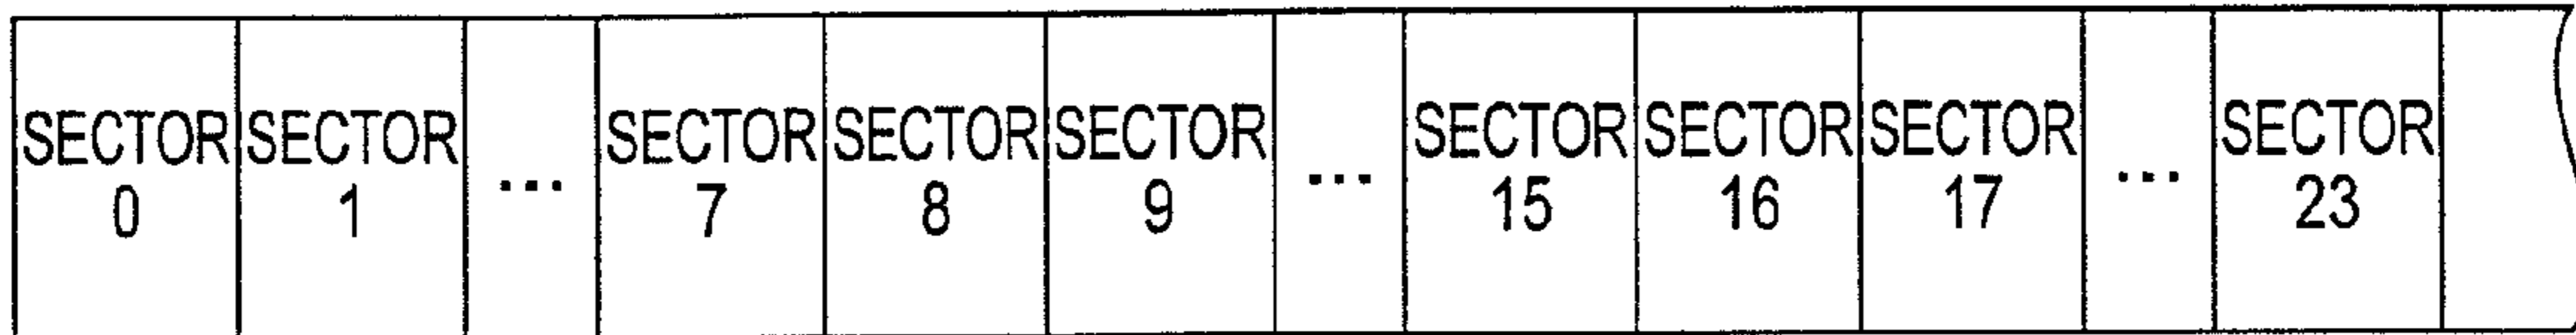 SECTOR 0
SECTOR 1
...
SECTOR 7
SECTOR 8
SECTOR 9
...
SECTOR 15
SECTOR 16
SECTOR 17
...
SECTOR 23